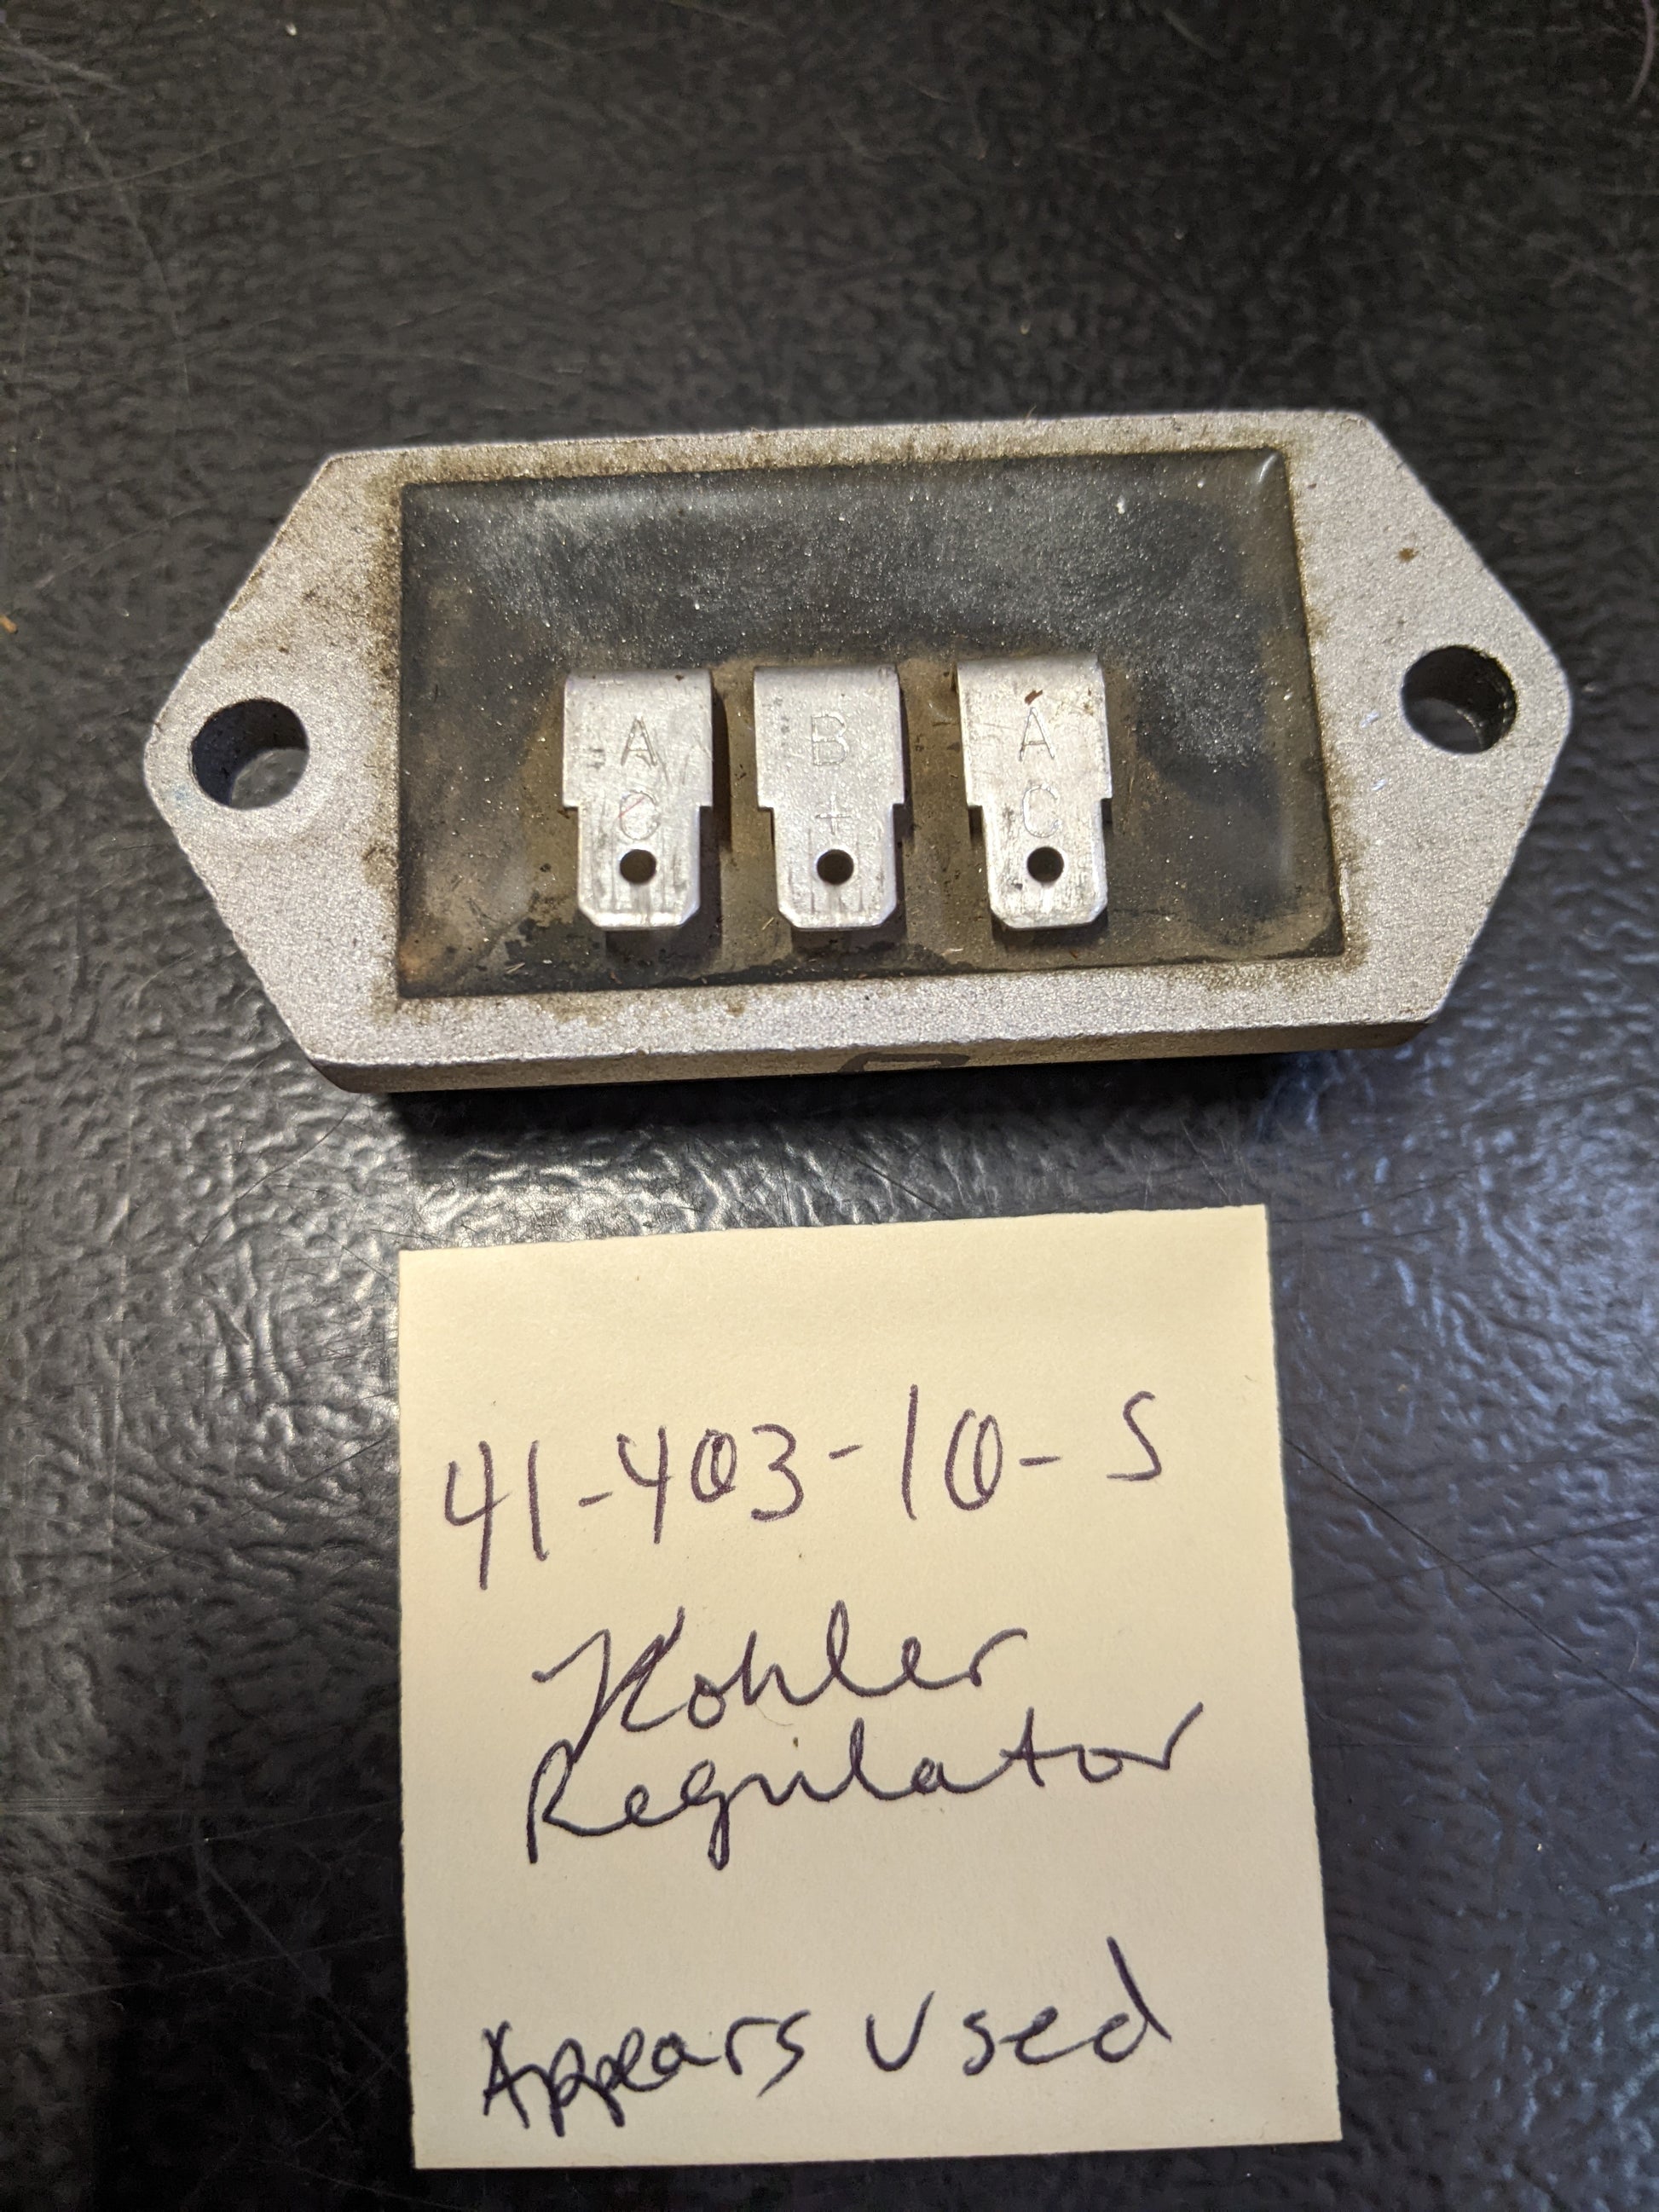 A B A
C + C
41-403-10-S
Kohler
Regulator
Appears Used